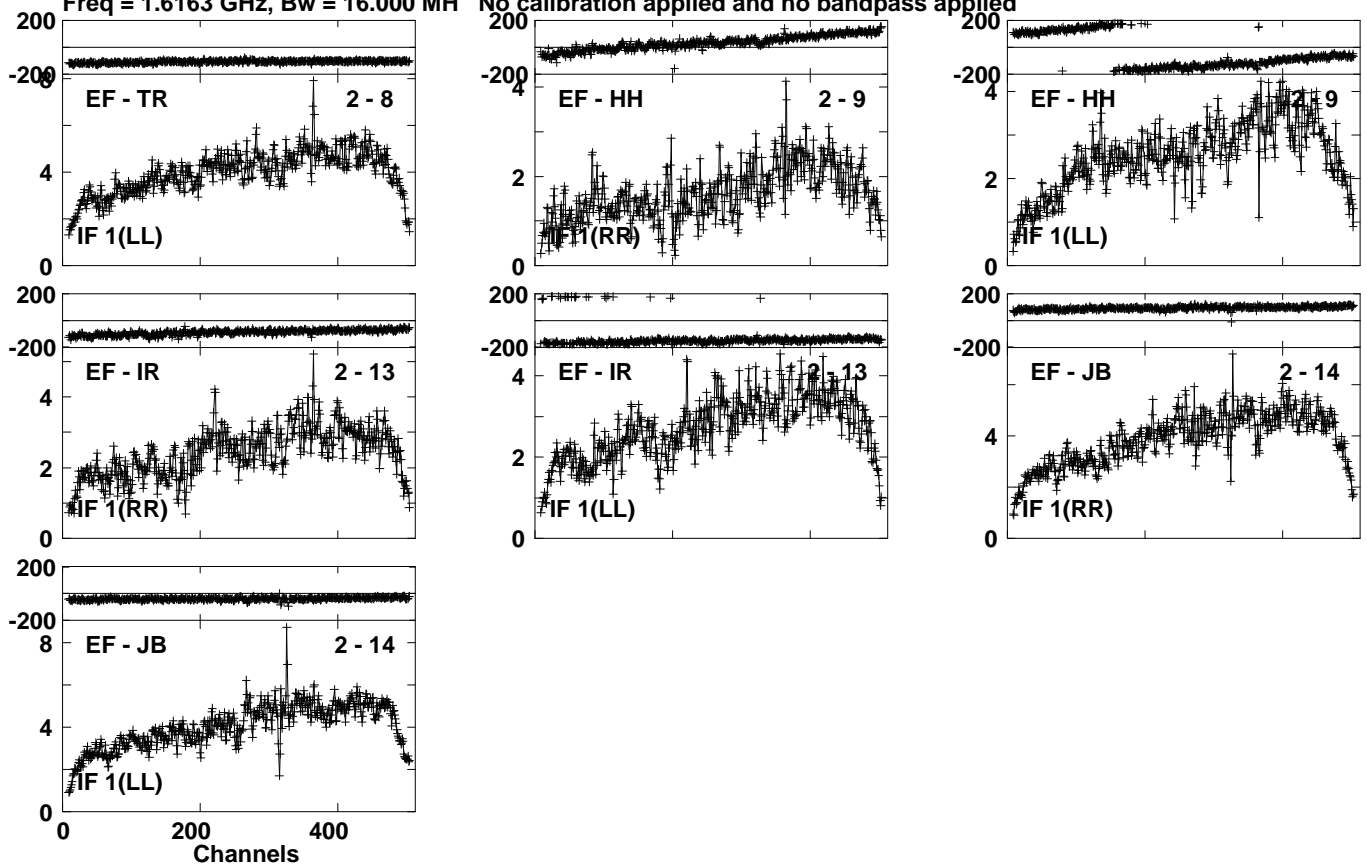 Freq = 1.6163 GHz, Bw = 16.000 MH No calibration applied and no bandpass applied
200 200 200
-200 -200 -200
8 4 4
EF - TR 2 - 8 EF - HH 2 - 9 EF - HH 2 - 9
4 2 2
IF 1(LL) IF 1(RR) IF 1(LL)
0 0 0
200 200 200
-200 -200 -200
EF - IR 2 - 13 EF - IR 2 - 13 EF - JB 2 - 14
4 4 4
2 2
IF 1(RR) IF 1(LL) IF 1(RR)
0 0 0
200
-200
8 EF - JB 2 - 14
4
IF 1(LL)
0
0 200 400
Channels